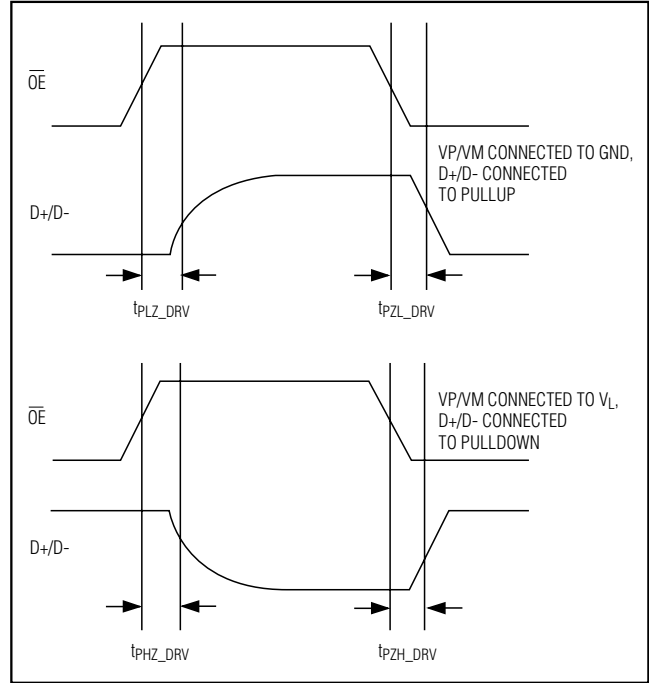 OE
VP/VM CONNECTED TO GND,
D+/D- CONNECTED
TO PULLUP
D+/D-
tPLZ_DRV
tPZL_DRV
OE
VP/VM CONNECTED TO VL,
D+/D- CONNECTED
TO PULLDOWN
D+/D-
tPHZ_DRV
tPZH_DRV